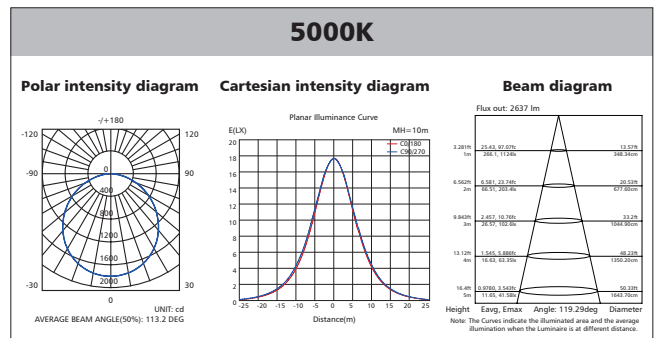 5000K
Polar intensity diagram
Cartesian intensity diagram
Beam diagram
-/+180
-120
120
-90
90
-30
30
0
0
400
800
1200
1600
2000
UNIT: cd
AVERAGE BEAM ANGLE(50%): 113.2 DEG
Planar Illuminance Curve
E(LX)
MH=10m
C0/180
C90/270
20
18
16
14
12
10
8
6
4
2
0
-25 -20 -15 -10 -5 0 5 10 15 20 25
Distance(m)
Flux out: 2637 lm
3.281ft 25.43, 97.07fc 13.57ft
1m 266.1, 1124lx 348.34cm
6.562ft 6.581, 23.74fc 20.53ft
2m 66.51, 203.4lx 677.60cm
9.843ft 2.457, 10.76fc 33.2ft
3m 26.57, 102.6lx 1044.90cm
13.12ft 1.545, 5.886fc 48.23ft
4m 16.63, 63.35lx 1350.20cm
16.4ft 0.9780, 3.543fc 50.33ft
5m 11.65, 41.58lx 1643.70cm
Height Eavg, Emax Angle: 119.29deg Diameter
Note: The Curves indicate the illuminated area and the average
illumination when the Luminaire is at different distance.